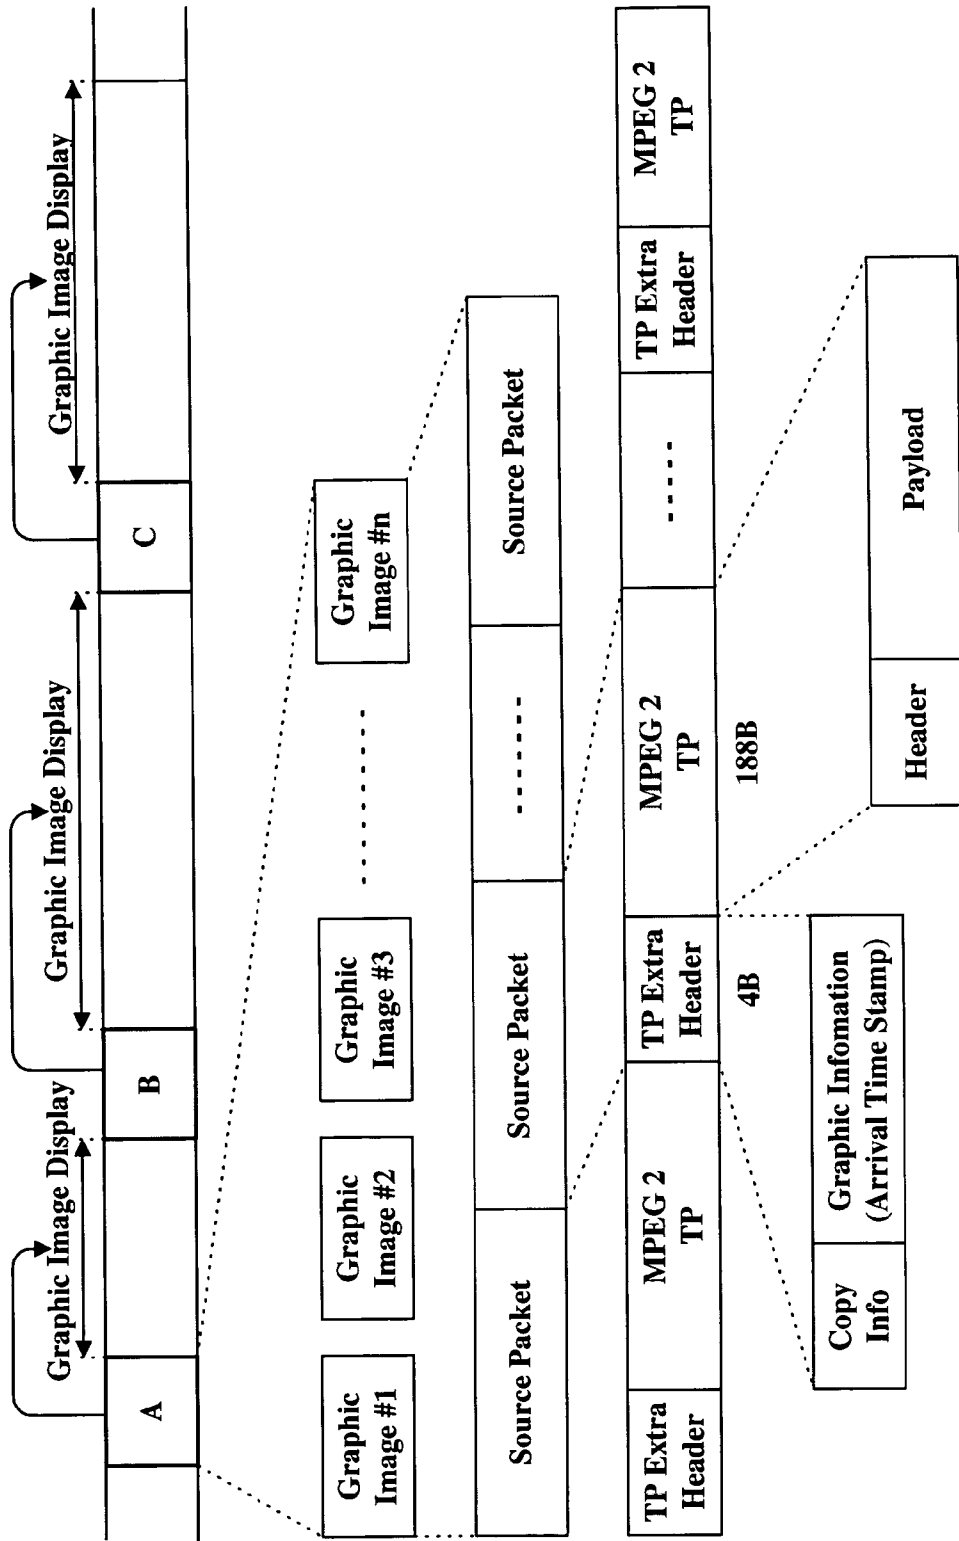 Graphic Image Display
Graphic Image Display
Graphic Image Display
A
B
C
Graphic
Image #1
Graphic
Image #2
Graphic
Image #3
Graphic
Image #n
Source Packet
Source Packet
Source Packet
TP Extra
Header
MPEG 2
TP
TP Extra
Header
MPEG 2
TP
TP Extra
Header
MPEG 2
TP
4B
188B
Copy
Info
Graphic Infomation
(Arrival Time Stamp)
Header
Payload